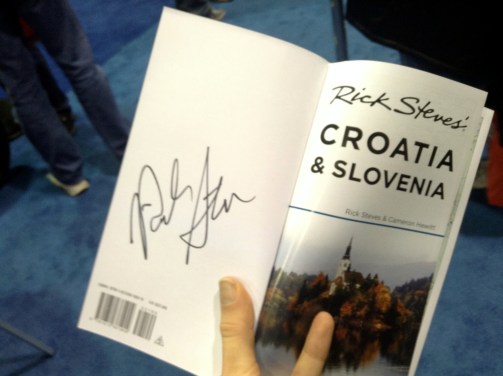 Rick Steves'
CROATIA
& SLOVENIA
Rick Steves & Cameron Hewitt